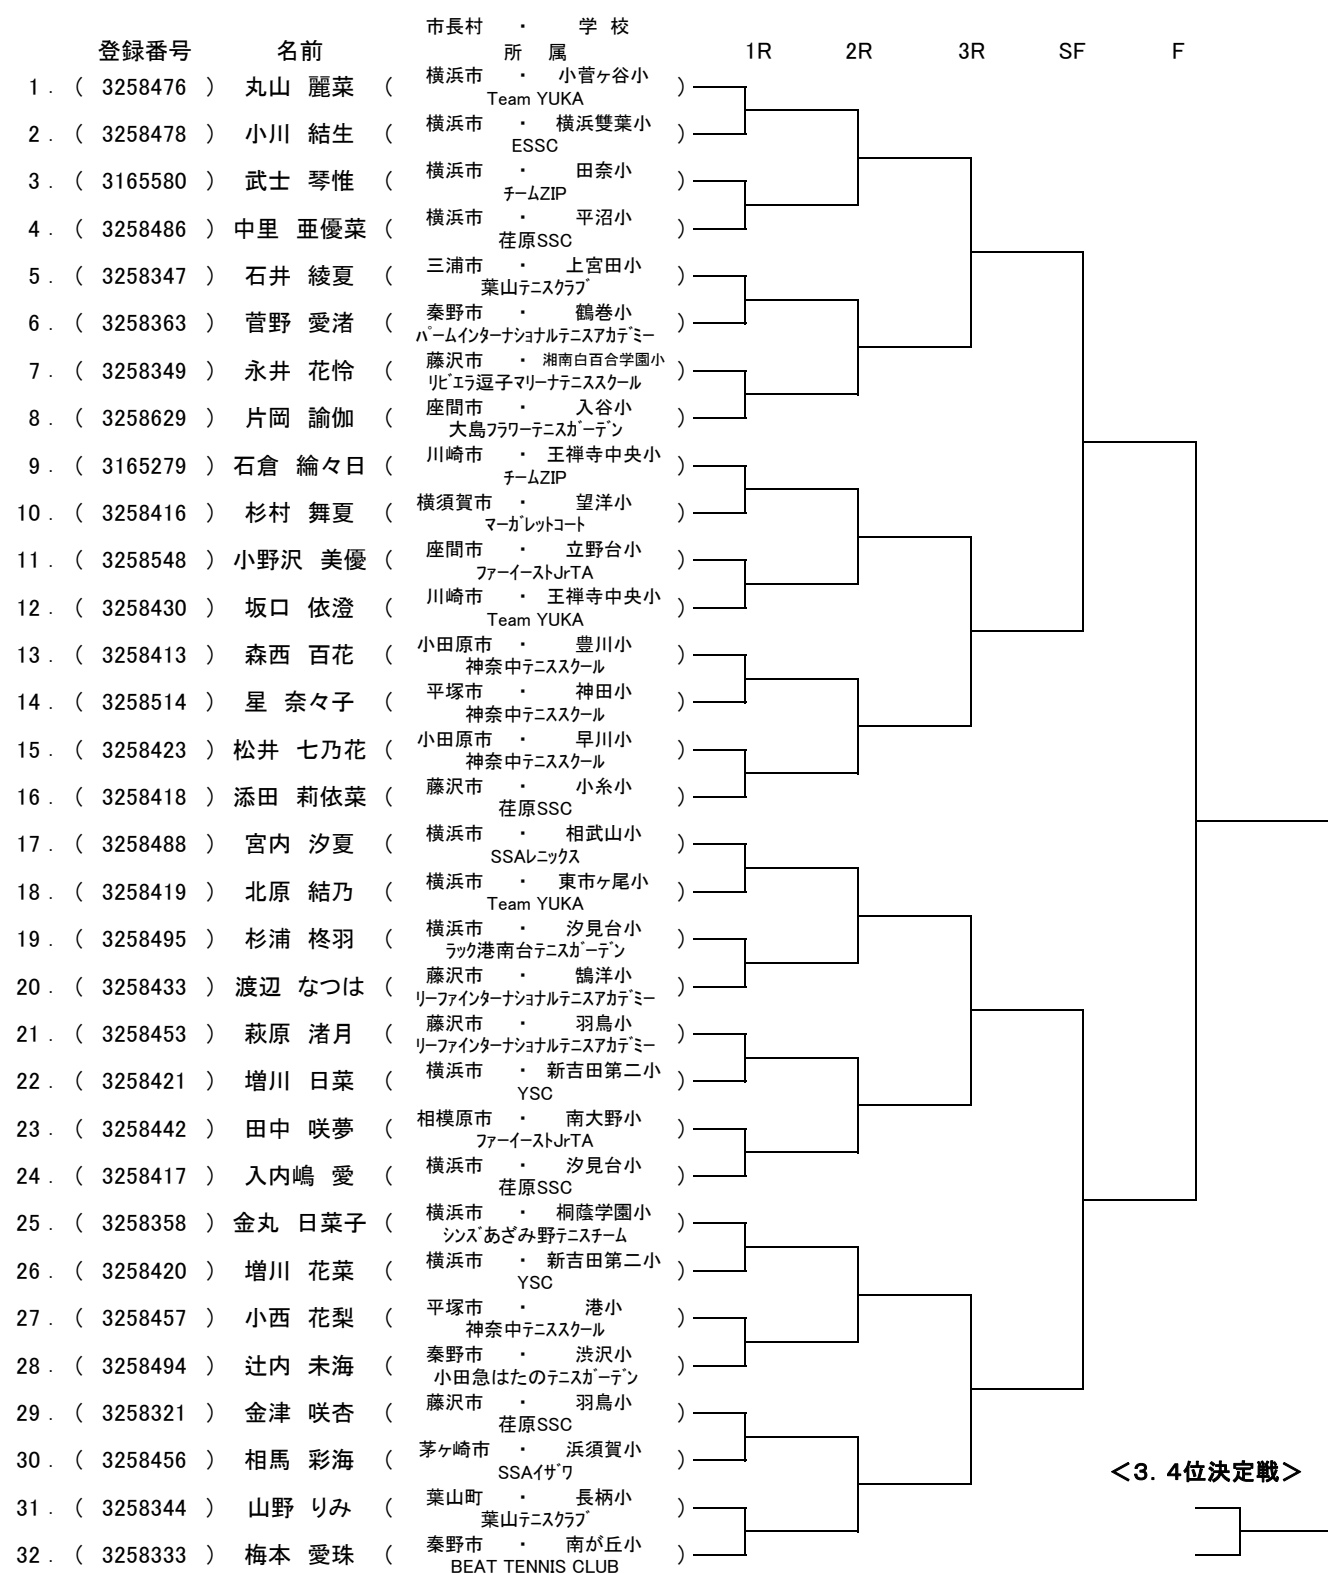 市長村 ・ 学 校
登録番号 名前 所 属 1R 2R 3R SF F
横浜市 ・ 小菅ヶ谷小
1 . ( 3258476 ) 丸山 麗菜 ( )
Team YUKA
横浜市 ・ 横浜雙葉小
2 . ( 3258478 ) 小川 結生 ( )
ESSC
横浜市 ・ 田奈小
3 . ( 3165580 ) 武士 琴惟 ( )
ﾁｰﾑZIP
横浜市 ・ 平沼小
4 . ( 3258486 ) 中里 亜優菜 ( )
荏原SSC
三浦市 ・ 上宮田小
5 . ( 3258347 ) 石井 綾夏 ( )
葉山ﾃﾆｽｸﾗﾌﾞ
秦野市 ・ 鶴巻小
6 . ( 3258363 ) 菅野 愛渚 ( )
ﾊﾟｰﾑｲﾝﾀｰﾅｼｮﾅﾙﾃﾆｽｱｶﾃﾞﾐｰ
藤沢市 ・ 湘南白百合学園小
7 . ( 3258349 ) 永井 花怜 ( )
ﾘﾋﾞｴﾗ逗子ﾏﾘｰﾅﾃﾆｽｽｸｰﾙ
座間市 ・ 入谷小
8 . ( 3258629 ) 片岡 諭伽 ( )
大島ﾌﾗﾜｰﾃﾆｽｶﾞｰﾃﾞﾝ
川崎市 ・ 王禅寺中央小
9 . ( 3165279 ) 石倉 綸々日 ( )
ﾁｰﾑZIP
横須賀市 ・ 望洋小
10 . ( 3258416 ) 杉村 舞夏 ( )
ﾏｰｶﾞﾚｯﾄｺｰﾄ
座間市 ・ 立野台小
11 . ( 3258548 ) 小野沢 美優 ( )
ﾌｧｰｲｰｽﾄJrTA
川崎市 ・ 王禅寺中央小
12 . ( 3258430 ) 坂口 依澄 ( )
Team YUKA
小田原市 ・ 豊川小
13 . ( 3258413 ) 森西 百花 ( )
神奈中ﾃﾆｽｽｸｰﾙ
平塚市 ・ 神田小
14 . ( 3258514 ) 星 奈々子 ( )
神奈中ﾃﾆｽｽｸｰﾙ
小田原市 ・ 早川小
15 . ( 3258423 ) 松井 七乃花 ( )
神奈中ﾃﾆｽｽｸｰﾙ
藤沢市 ・ 小糸小
16 . ( 3258418 ) 添田 莉依菜 ( )
荏原SSC
横浜市 ・ 相武山小
17 . ( 3258488 ) 宮内 汐夏 ( )
SSAﾚﾆｯｸｽ
横浜市 ・ 東市ヶ尾小
18 . ( 3258419 ) 北原 結乃 ( )
Team YUKA
横浜市 ・ 汐見台小
19 . ( 3258495 ) 杉浦 柊羽 ( )
ﾗｯｸ港南台ﾃﾆｽｶﾞｰﾃﾞﾝ
藤沢市 ・ 鵠洋小
20 . ( 3258433 ) 渡辺 なつは ( )
ﾘｰﾌｧｲﾝﾀｰﾅｼｮﾅﾙﾃﾆｽｱｶﾃﾞﾐｰ
藤沢市 ・ 羽鳥小
21 . ( 3258453 ) 萩原 渚月 ( )
ﾘｰﾌｧｲﾝﾀｰﾅｼｮﾅﾙﾃﾆｽｱｶﾃﾞﾐｰ
横浜市 ・ 新吉田第二小
22 . ( 3258421 ) 増川 日菜 ( )
YSC
相模原市 ・ 南大野小
23 . ( 3258442 ) 田中 咲夢 ( )
ﾌｧｰｲｰｽﾄJrTA
横浜市 ・ 汐見台小
24 . ( 3258417 ) 入内嶋 愛 ( )
荏原SSC
横浜市 ・ 桐蔭学園小
25 . ( 3258358 ) 金丸 日菜子 ( )
ｼﾝｽﾞあざみ野ﾃﾆｽﾁｰﾑ
横浜市 ・ 新吉田第二小
26 . ( 3258420 ) 増川 花菜 ( )
YSC
平塚市 ・ 港小
27 . ( 3258457 ) 小西 花梨 ( )
神奈中ﾃﾆｽｽｸｰﾙ
秦野市 ・ 渋沢小
28 . ( 3258494 ) 辻内 未海 ( )
小田急はたのﾃﾆｽｶﾞｰﾃﾞﾝ
藤沢市 ・ 羽鳥小
29 . ( 3258321 ) 金津 咲杏 ( )
荏原SSC
茅ヶ崎市 ・ 浜須賀小
30 . ( 3258456 ) 相馬 彩海 ( )
SSAｲｻﾞﾜ
＜3．4位決定戦＞
葉山町 ・ 長柄小
31 . ( 3258344 ) 山野 りみ ( )
葉山ﾃﾆｽｸﾗﾌﾞ
秦野市 ・ 南が丘小
32 . ( 3258333 ) 梅本 愛珠 ( )
BEAT TENNIS CLUB